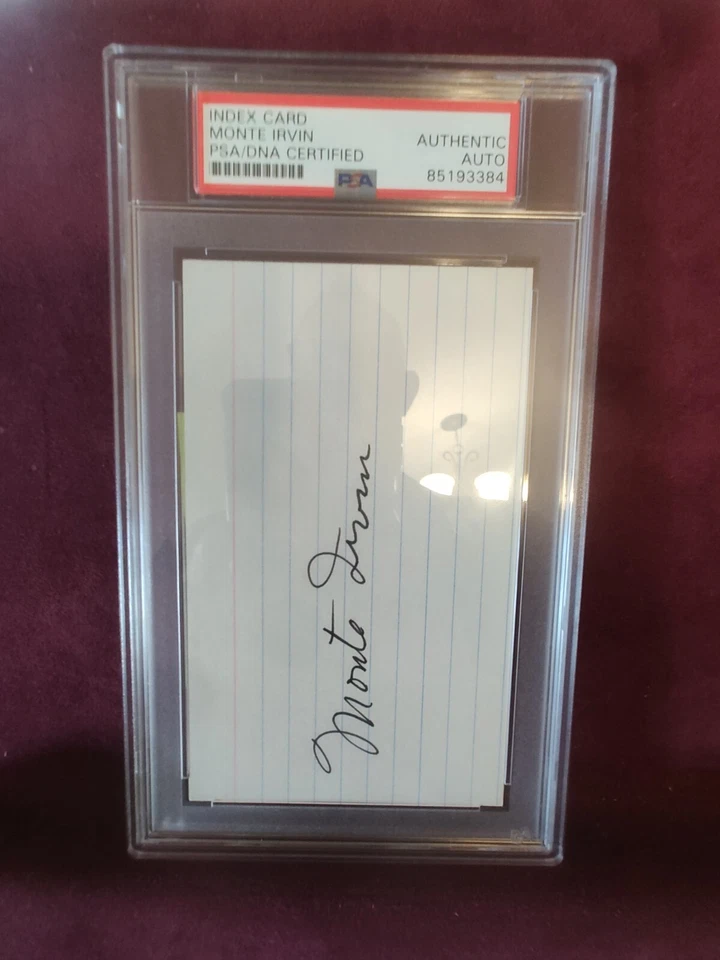 INDEX CARD
MONTE IRVIN
PSA/DNA CERTIFIED
AUTHENTIC
AUTO
85193384
PSA
Monte Irvin